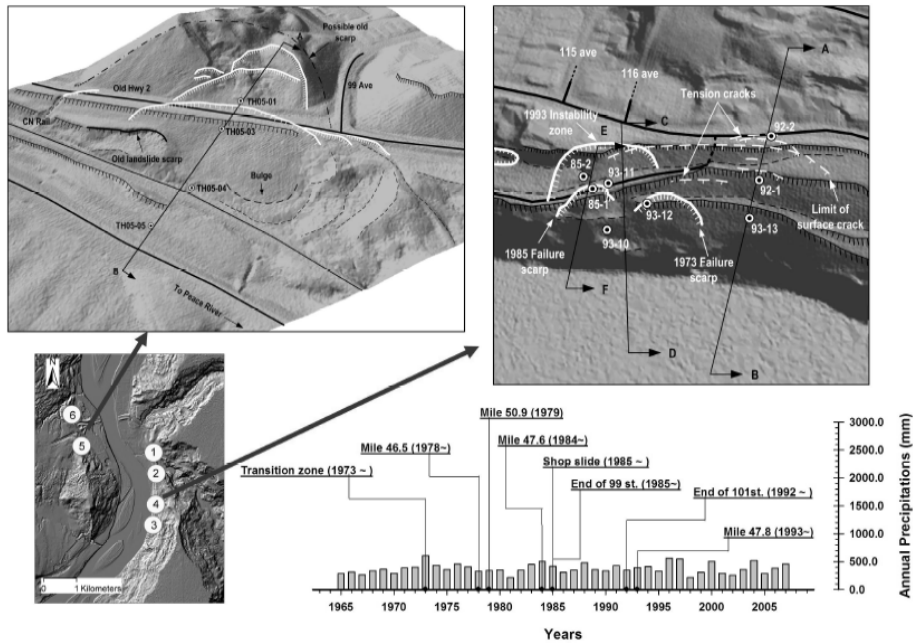 Possible old
scarp
A
Old Hwy 2
99 Ave
TH05-01
CN Rail
TH05-03
Old landslide scarp
Bulge
TH05-04
TH05-05
B
To Peace River
A
115 ave
116 ave
Tension cracks
C
1993 Instability
zone
E
92-2
85-2
93-11
92-1
85-1
93-12
Limit of
surface crack
93-13
93-10
1985 Failure
scarp
1973 Failure
scarp
F
D
B
N
6
5
1
2
4
3
0 1 Kilometers
Mile 50.9 (1979)
Mile 46.5 (1978~)
Mile 47.6 (1984~)
Transition zone (1973 ~ )
Shop slide (1985 ~ )
End of 99 st. (1985~)
End of 101st. (1992 ~ )
Mile 47.8 (1993~)
3000.0
2500.0
2000.0
1500.0
1000.0
500.0
0.0
Annual Precipitations (mm)
1965 1970 1975 1980 1985 1990 1995 2000 2005
Years